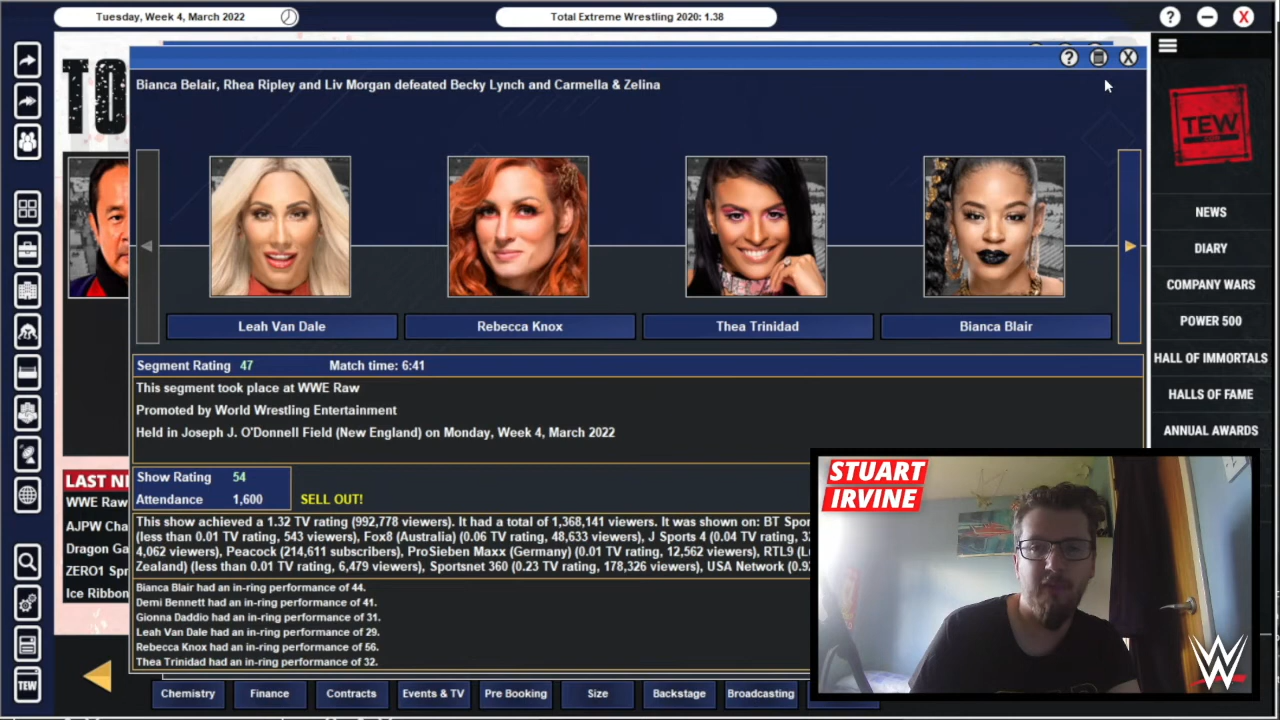 Tuesday, Week 4, March 2022
Total Extreme Wrestling 2020: 1.38
? X
TO
? X
Bianca Belair, Rhea Ripley and Liv Morgan defeated Becky Lynch and Carmella & Zelina
TEW
Leah Van Dale
Rebecca Knox
Thea Trinidad
Bianca Blair
NEWS
DIARY
COMPANY WARS
POWER 500
HALL OF IMMORTALS
HALLS OF FAME
ANNUAL AWARDS
Segment Rating 47 Match time: 6:41
This segment took place at WWE Raw
Promoted by World Wrestling Entertainment
Held in Joseph J. O'Donnell Field (New England) on Monday, Week 4, March 2022
Show Rating 54
Attendance 1,600 SELL OUT!
This show achieved a 1.32 TV rating (992,778 viewers). It had a total of 1,368,141 viewers. It was shown on: BT Spor
(less than 0.01 TV rating, 543 viewers), Fox8 (Australia) (0.06 TV rating, 48,633 viewers), J Sports 4 (0.04 TV rating, 32
4,062 viewers), Peacock (214,611 subscribers), ProSieben Maxx (Germany) (0.01 TV rating, 12,562 viewers), RTL9 (L
Zealand) (less than 0.01 TV rating, 6,479 viewers), Sportsnet 360 (0.23 TV rating, 178,326 viewers), USA Network (0.92
Bianca Blair had an in-ring performance of 44.
Demi Bennett had an in-ring performance of 41.
Gionna Daddio had an in-ring performance of 31.
Leah Van Dale had an in-ring performance of 29.
Rebecca Knox had an in-ring performance of 56.
Thea Trinidad had an in-ring performance of 32.
LAST NI
WWE Raw
AJPW Cha
Dragon Ga
ZERO1 Spr
Ice Ribbon
TEW
Chemistry
Finance
Contracts
Events & TV
Pre Booking
Size
Backstage
Broadcasting
STUART
IRVINE
W